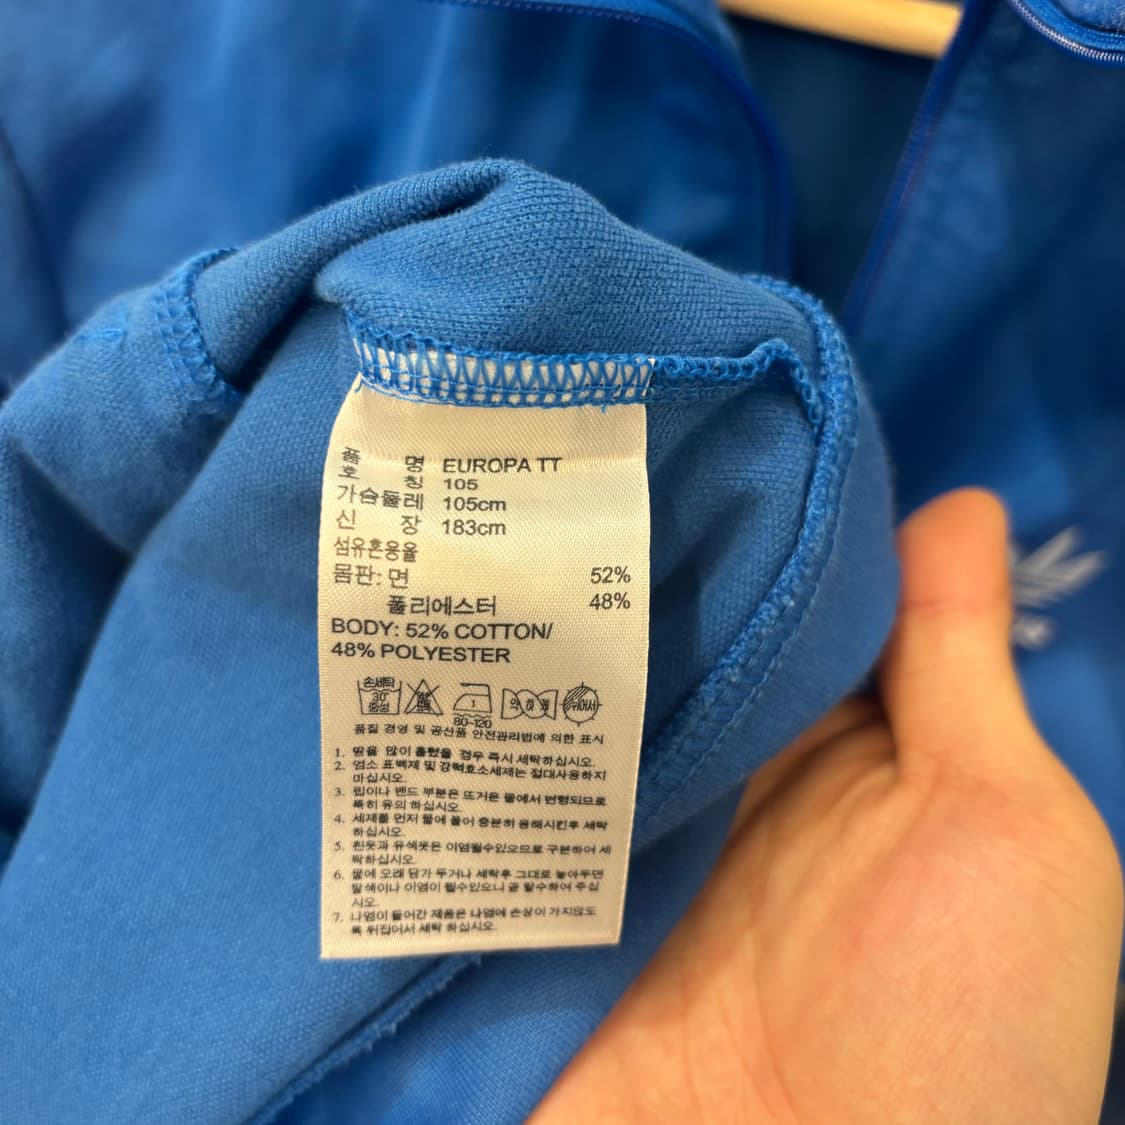 품 명 EUROPA TT
호 칭 105
가슴둘레 105cm
신 장 183cm
섬유혼용율
몸판: 면 52%
폴리에스터 48%
BODY: 52% COTTON/
48% POLYESTER
손세탁 30° 중성 1 80-120 약하게 뉘어서
품질 경영 및 공산품 안전관리법에 의한 표시
1. 땀을 많이 흘렸을 경우 즉시 세탁하십시오.
2. 염소 표백제 및 강력효소세제는 절대사용하지
마십시오.
3. 립이나 밴드 부분은 뜨거운 물에서 변형되므로
특히 유의 하십시오.
4. 세제를 먼저 물에 풀어 충분히 용해시킨후 세탁
하십시오.
5. 흰옷과 유색옷은 이염될수있으므로 구분하여 세
탁하십시오.
6. 물에 오래 담가 두거나 세탁후 그대로 놓아두면
탈색이나 이염이 될수있으니 곧 탈수하여 주십
시오.
7. 나염이 들어간 제품은 나염에 손상이 가지않도
록 뒤집어서 세탁 하십시오.